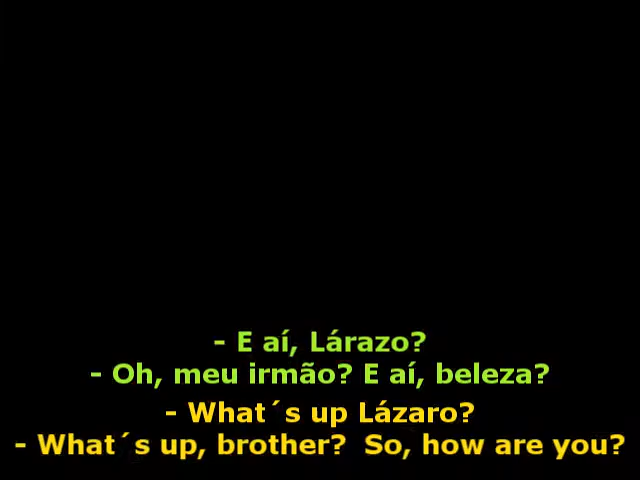 - E aí, Lárazo?
- Oh, meu irmão? E aí, beleza?
- What´s up Lázaro?
- What´s up, brother?  So, how are you?